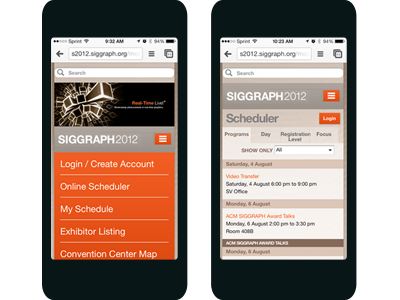 Sprint 9:32 AM
s2012.siggraph.org/
Search
Real-Time Live!
SIGGRAPH2012
Login / Create Account
Online Scheduler
My Schedule
Exhibitor Listing
Convention Center Map
Sprint 10:23 AM
s2012.siggraph.org/
Search
SIGGRAPH2012
Scheduler
Login
Programs Day Registration Level Focus
SHOW ONLY All
Saturday, 4 August
Video Transfer
Saturday, 4 August 6:00 pm to 9:00 pm
SV Office
Monday, 6 August
ACM SIGGRAPH Award Talks
Monday, 6 August 2:00 pm to 3:30 pm
Room 408B
ACM SIGGRAPH AWARD TALKS
Monday, 6 August